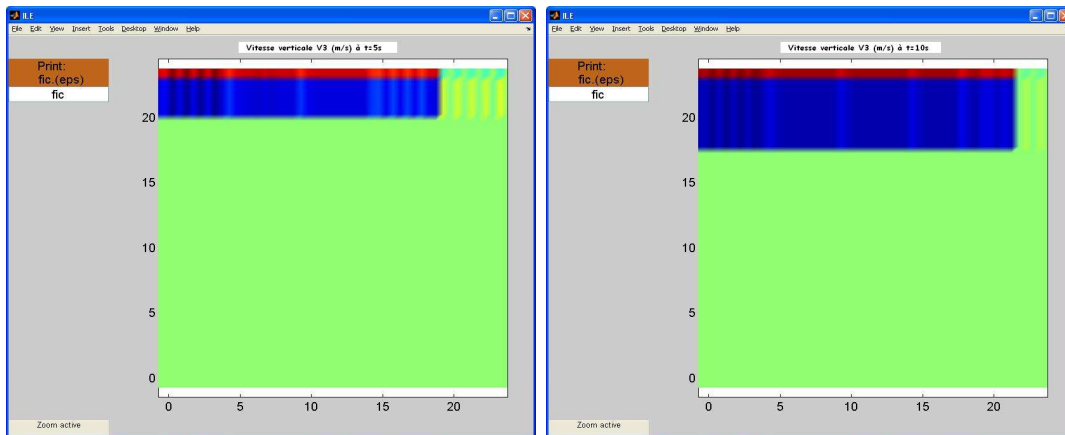 ILE
File Edit View Insert Tools Desktop Window Help
Vitesse verticale V3 (m/s) à t=5s
Print:
fic.(eps)
fic
20
15
10
5
0
0 5 10 15 20
Zoom active
ILE
File Edit View Insert Tools Desktop Window Help
Vitesse verticale V3 (m/s) à t=10s
Print:
fic.(eps)
fic
20
15
10
5
0
0 5 10 15 20
Zoom active